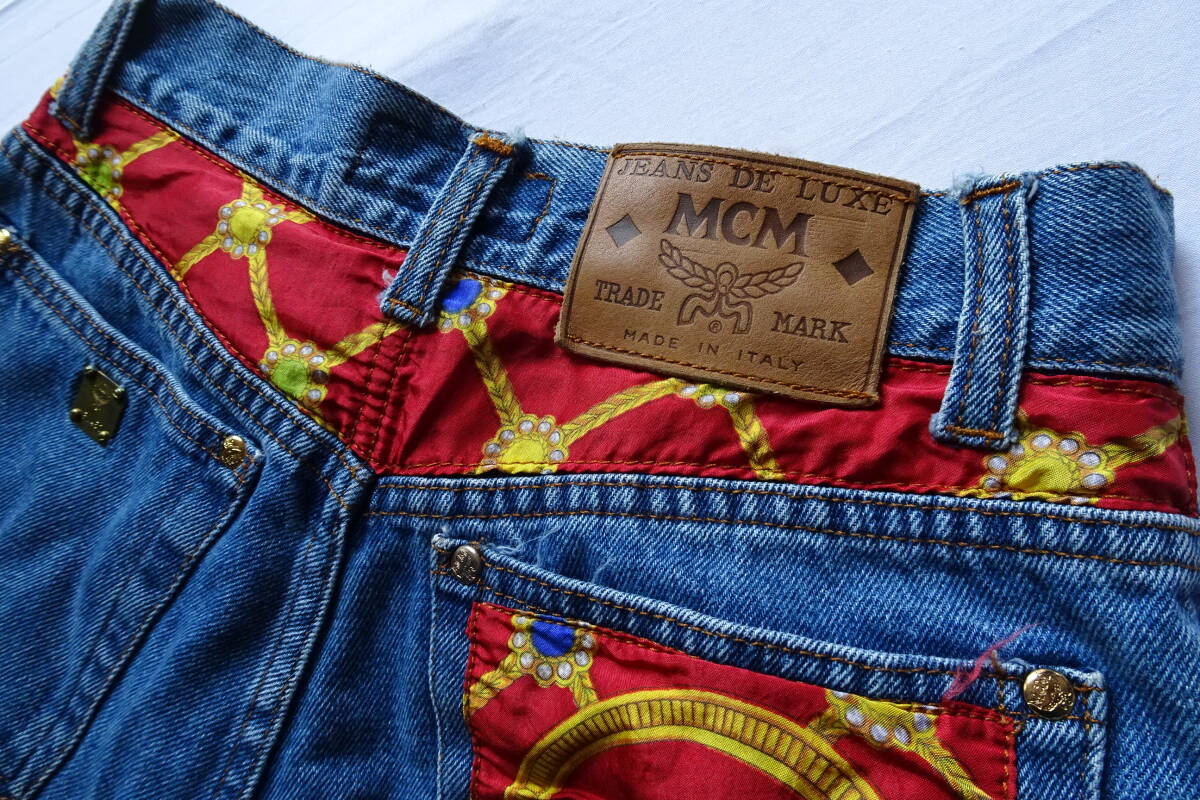 JEANS DE LUXE
MCM
TRADE MARK
®
MADE IN ITALY